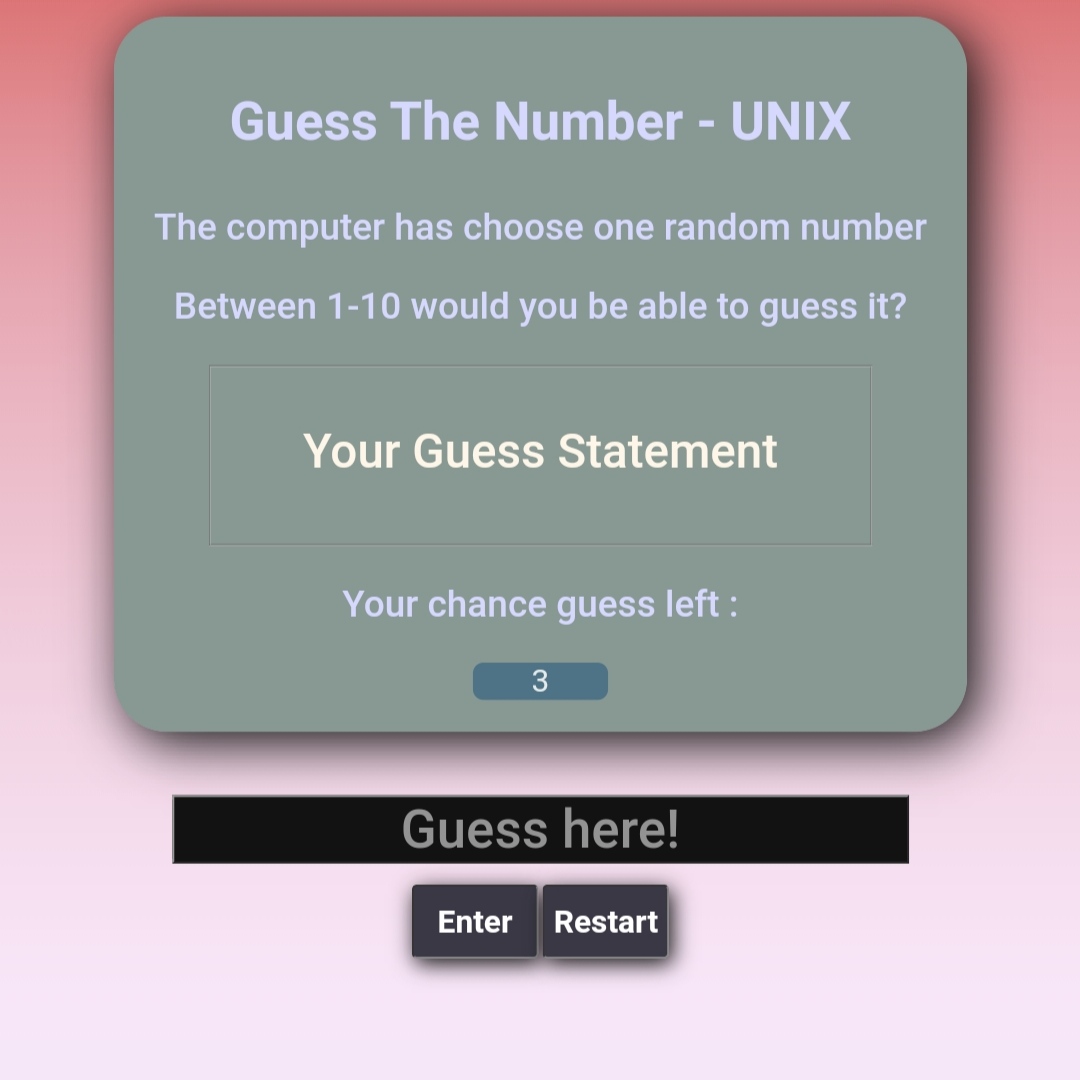 Guess The Number - UNIX
The computer has choose one random number
Between 1-10 would you be able to guess it?
Your Guess Statement
Your chance guess left :
3
Guess here!
Enter Restart